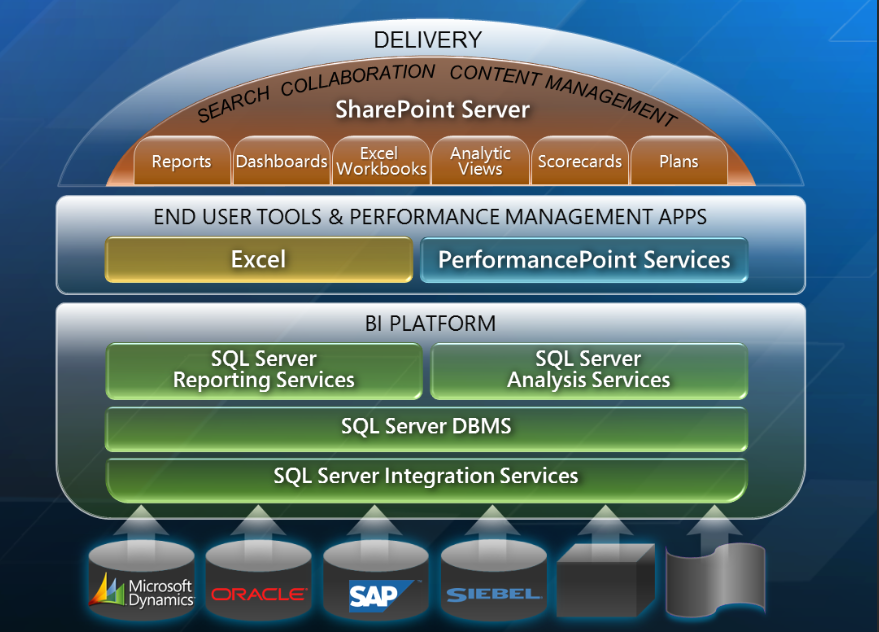 DELIVERY
SEARCH COLLABORATION CONTENT MANAGEMENT
SharePoint Server
Reports
Dashboards
Excel
Workbooks
Analytic
Views
Scorecards
Plans
END USER TOOLS & PERFORMANCE MANAGEMENT APPS
Excel
PerformancePoint Services
BI PLATFORM
SQL Server
Reporting Services
SQL Server
Analysis Services
SQL Server DBMS
SQL Server Integration Services
Microsoft
Dynamics
ORACLE
SAP
SIEBEL